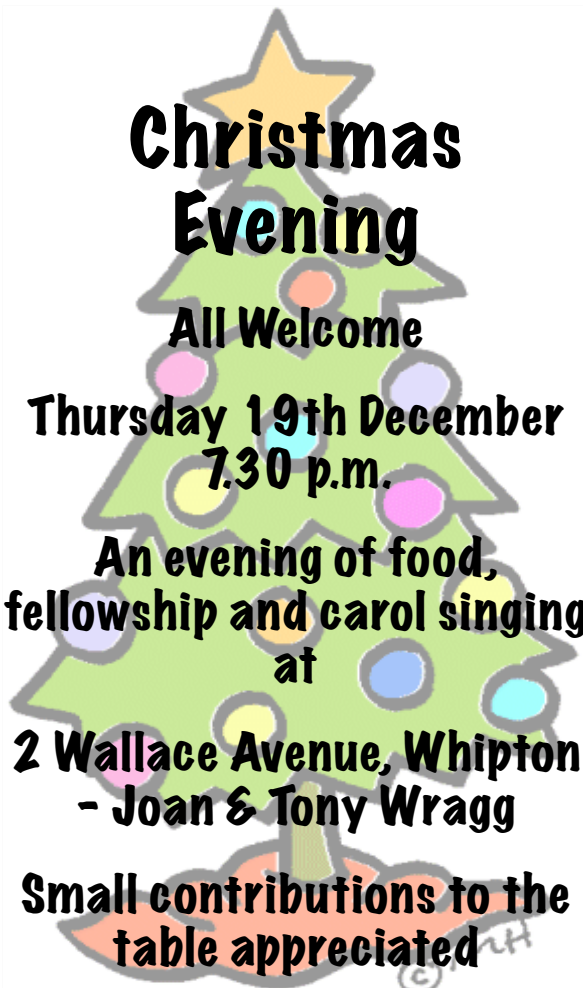 Christmas
Evening
All Welcome
Thursday 19th December
7.30 p.m.
An evening of food,
fellowship and carol singing
at
2 Wallace Avenue, Whipton
- Joan & Tony Wragg
Small contributions to the
table appreciated
©